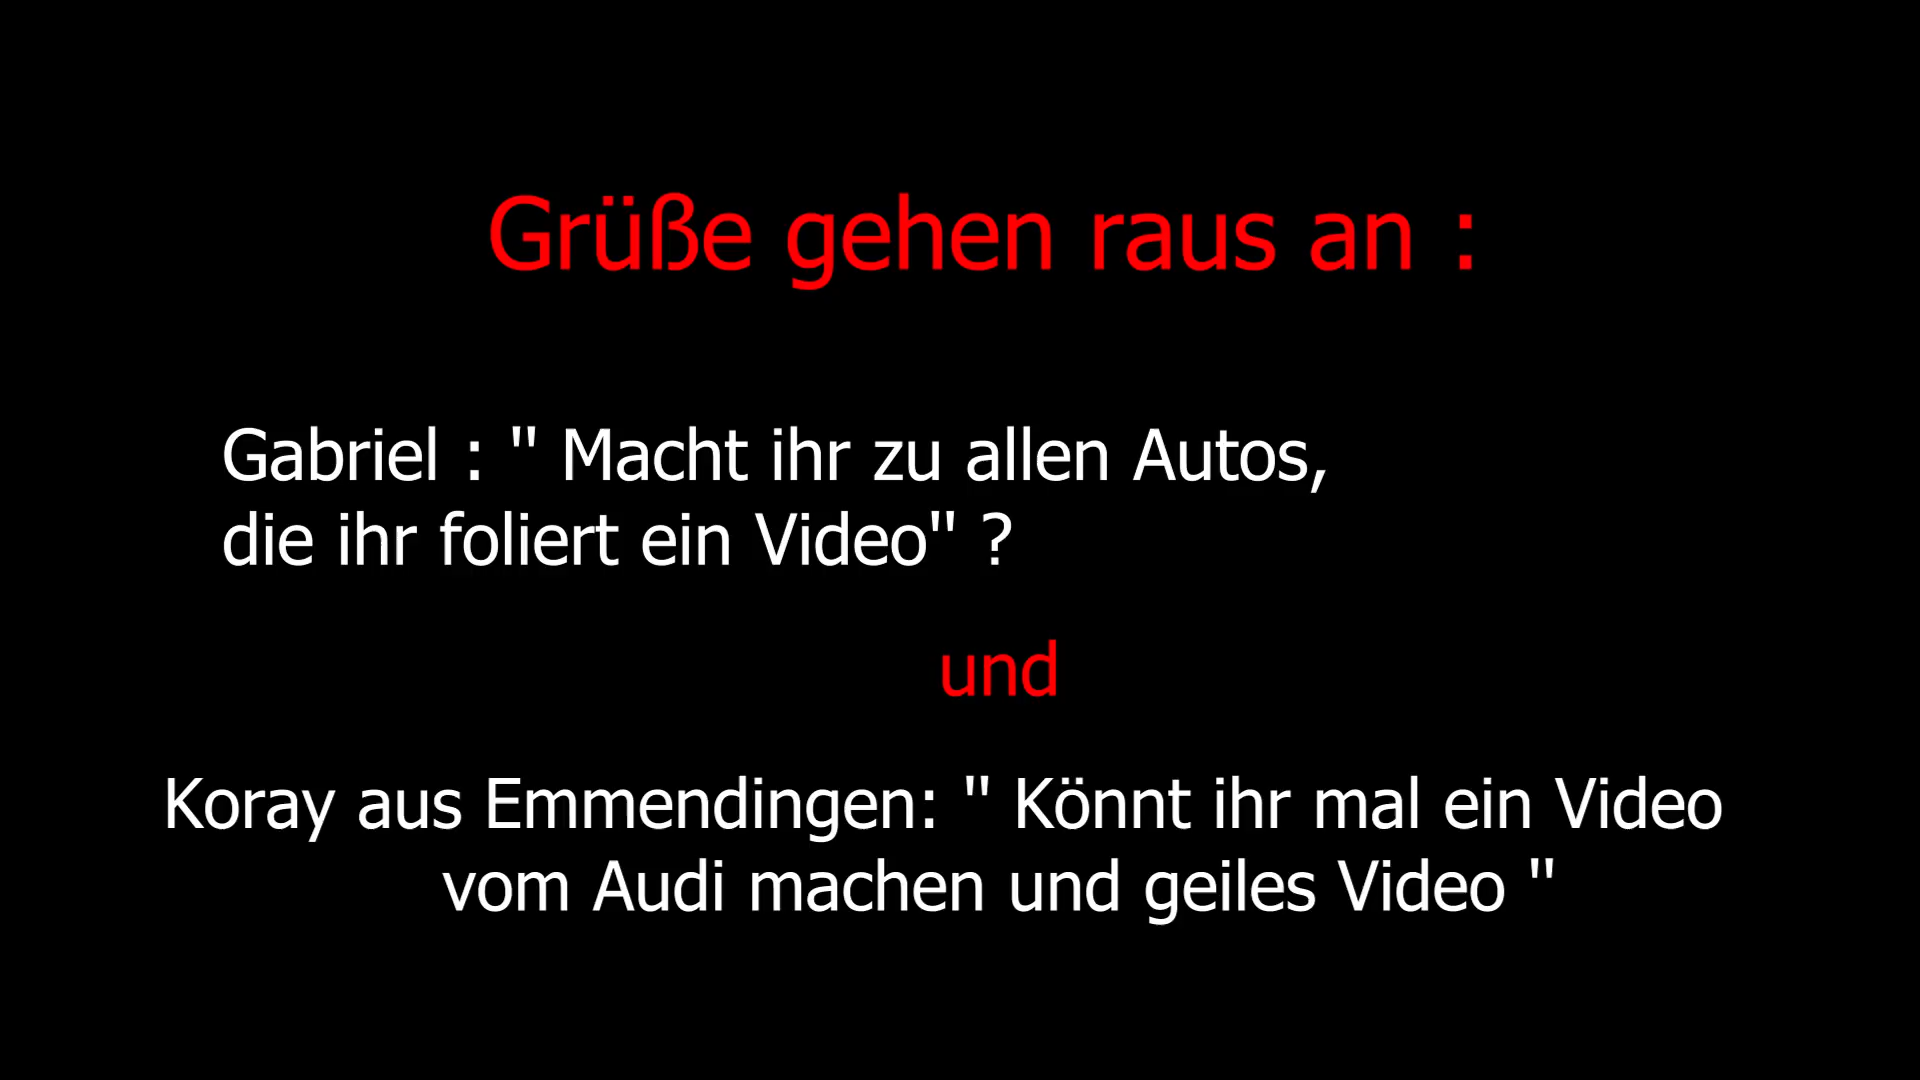 Grüße gehen raus an :
Gabriel : " Macht ihr zu allen Autos,
die ihr foliert ein Video" ?
und
Koray aus Emmendingen: " Könnt ihr mal ein Video
vom Audi machen und geiles Video "